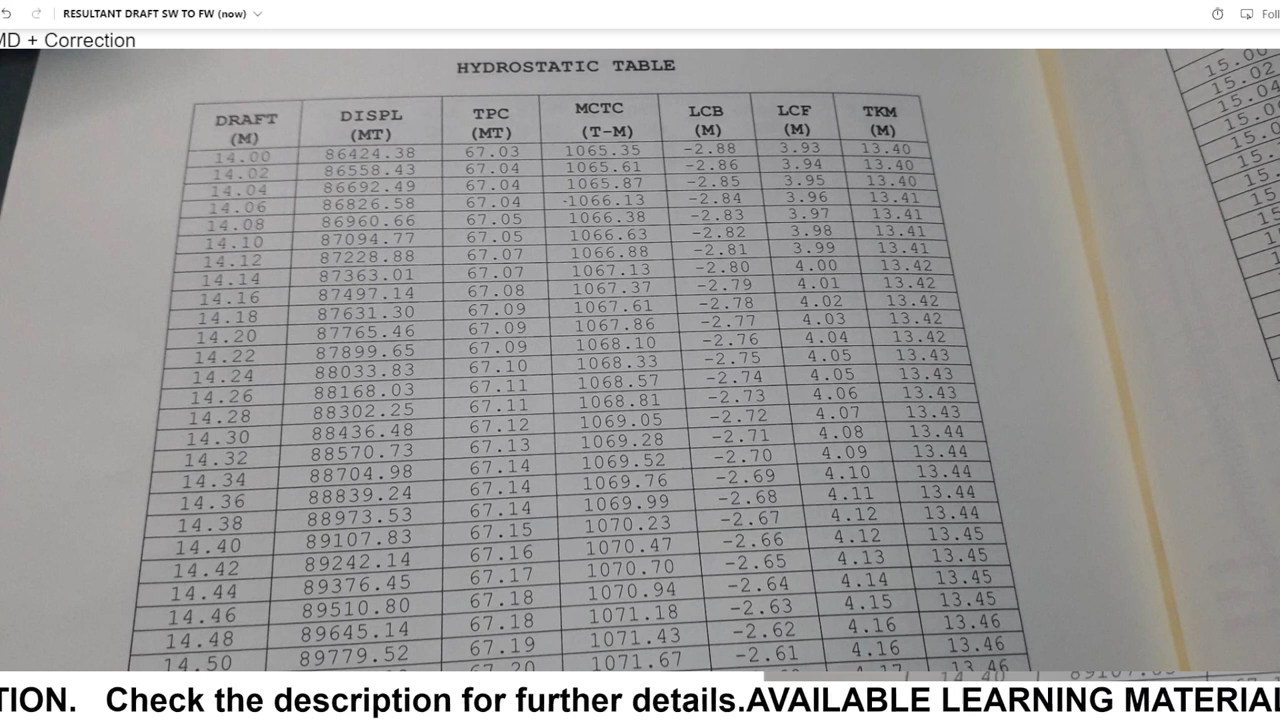 RESULTANT DRAFT SW TO FW (now)
Foll
MD + Correction
HYDROSTATIC TABLE
DRAFT (M) DISPL (MT) TPC (MT) MCTC (T-M) LCB (M) LCF (M) TKM (M)
14.00 86424.38 67.03 1065.35 -2.88 3.93 13.40
14.02 86558.43 67.04 1065.61 -2.86 3.94 13.40
14.04 86692.49 67.04 1065.87 -2.85 3.95 13.40
14.06 86826.58 67.04 -1066.13 -2.84 3.96 13.41
14.08 86960.66 67.05 1066.38 -2.83 3.97 13.41
14.10 87094.77 67.05 1066.63 -2.82 3.98 13.41
14.12 87228.88 67.07 1066.88 -2.81 3.99 13.41
14.14 87363.01 67.07 1067.13 -2.80 4.00 13.42
14.16 87497.14 67.08 1067.37 -2.79 4.01 13.42
14.18 87631.30 67.09 1067.61 -2.78 4.02 13.42
14.20 87765.46 67.09 1067.86 -2.77 4.03 13.42
14.22 87899.65 67.09 1068.10 -2.76 4.04 13.42
14.24 88033.83 67.10 1068.33 -2.75 4.05 13.43
14.26 88168.03 67.11 1068.57 -2.74 4.05 13.43
14.28 88302.25 67.11 1068.81 -2.73 4.06 13.43
14.30 88436.48 67.12 1069.05 -2.72 4.07 13.43
14.32 88570.73 67.13 1069.28 -2.71 4.08 13.44
14.34 88704.98 67.14 1069.52 -2.70 4.09 13.44
14.36 88839.24 67.14 1069.76 -2.69 4.10 13.44
14.38 88973.53 67.14 1069.99 -2.68 4.11 13.44
14.40 89107.83 67.15 1070.23 -2.67 4.12 13.44
14.42 89242.14 67.16 1070.47 -2.66 4.12 13.45
14.44 89376.45 67.17 1070.70 -2.65 4.13 13.45
14.46 89510.80 67.18 1070.94 -2.64 4.14 13.45
14.48 89645.14 67.18 1071.18 -2.63 4.15 13.45
14.50 89779.52 67.19 1071.43 -2.62 4.16 13.46
67.20 1071.67 -2.61 4.16 13.46
4.17 13.46
15.00
15.02
15.04
TION. Check the description for further details.AVAILABLE LEARNING MATERIAL